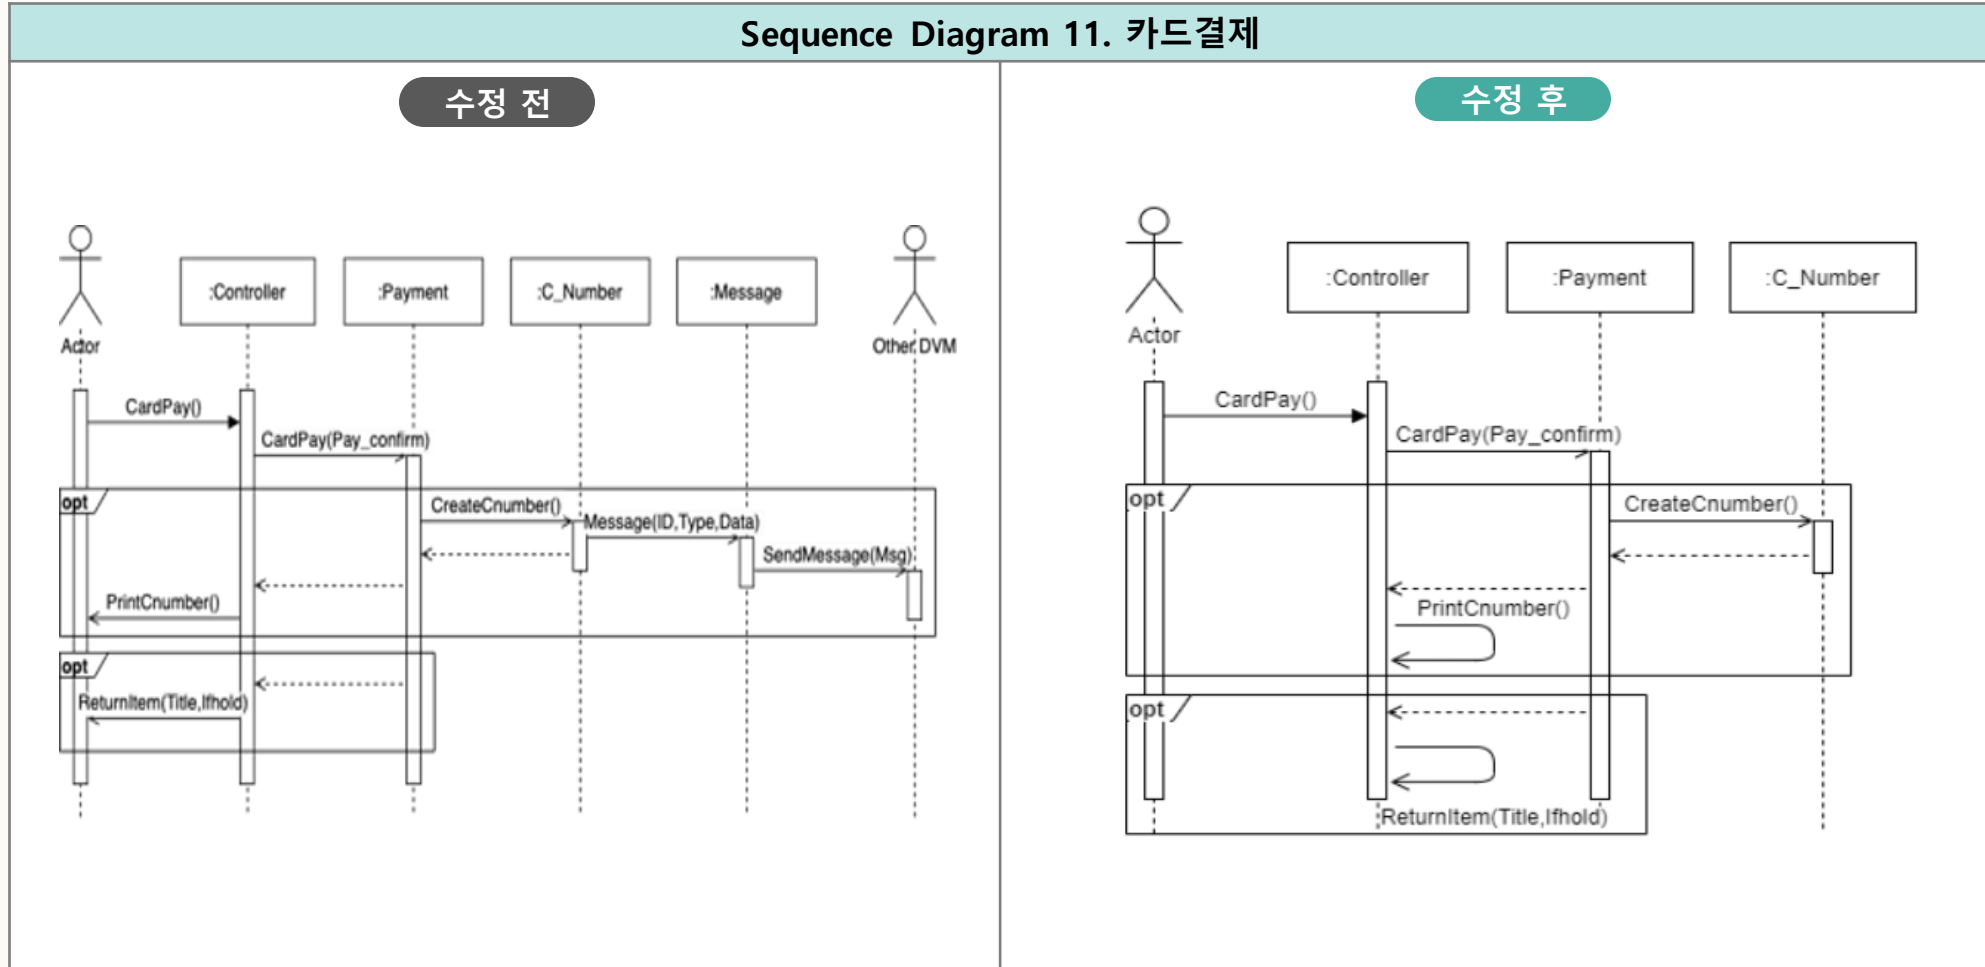 Sequence Diagram 11. 카드결제
수정 전
:Controller
:Payment
:C_Number
:Message
Actor
Other DVM
CardPay()
CardPay(Pay_confirm)
opt
CreateCnumber()
Message(ID,Type,Data)
SendMessage(Msg)
PrintCnumber()
opt
ReturnItem(Title,Ifhold)
수정 후
:Controller
:Payment
:C_Number
Actor
CardPay()
CardPay(Pay_confirm)
opt
CreateCnumber()
PrintCnumber()
opt
ReturnItem(Title,Ifhold)